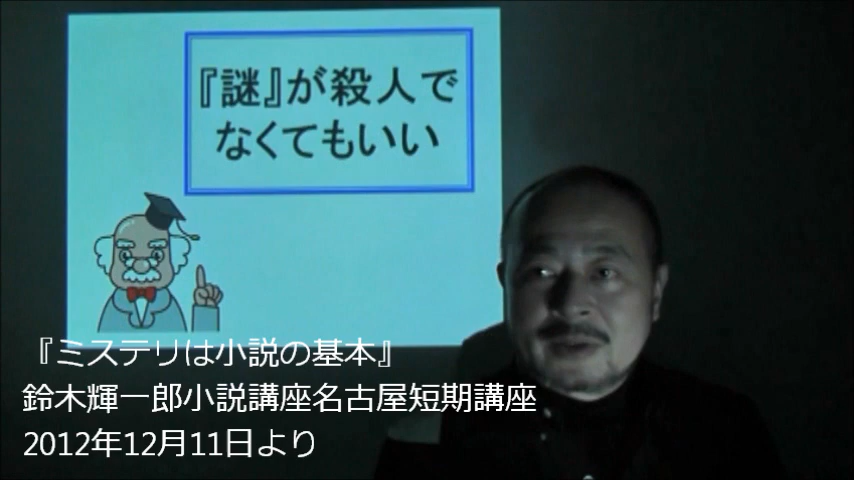 『謎』が殺人で
なくてもいい
『ミステリは小説の基本』
鈴木輝一郎小説講座名古屋短期講座
2012年12月11日より